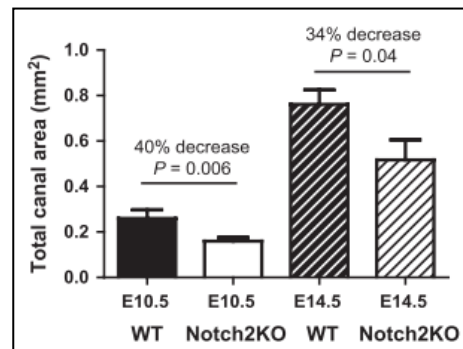 Total canal area (mm²)
1.0
0.8
0.6
0.4
0.2
0.0
40% decrease
P = 0.006
34% decrease
P = 0.04
E10.5 E10.5 E14.5 E14.5
WT Notch2KO WT Notch2KO